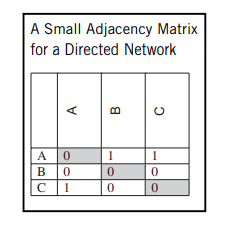 A Small Adjacency Matrix
for a Directed Network
A B C
A 0 1 1
B 0 0 0
C 1 0 0